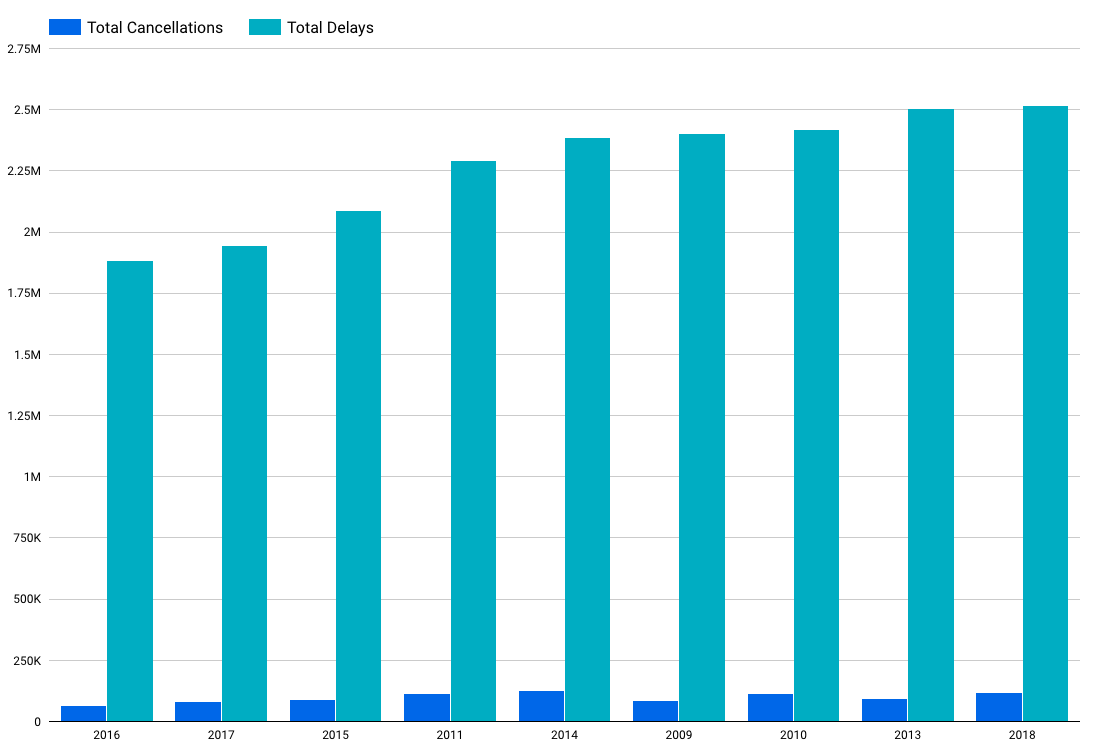 Total Cancellations Total Delays
2.75M
2.5M
2.25M
2M
1.75M
1.5M
1.25M
1M
750K
500K
250K
0
2016 2017 2015 2011 2014 2009 2010 2013 2018